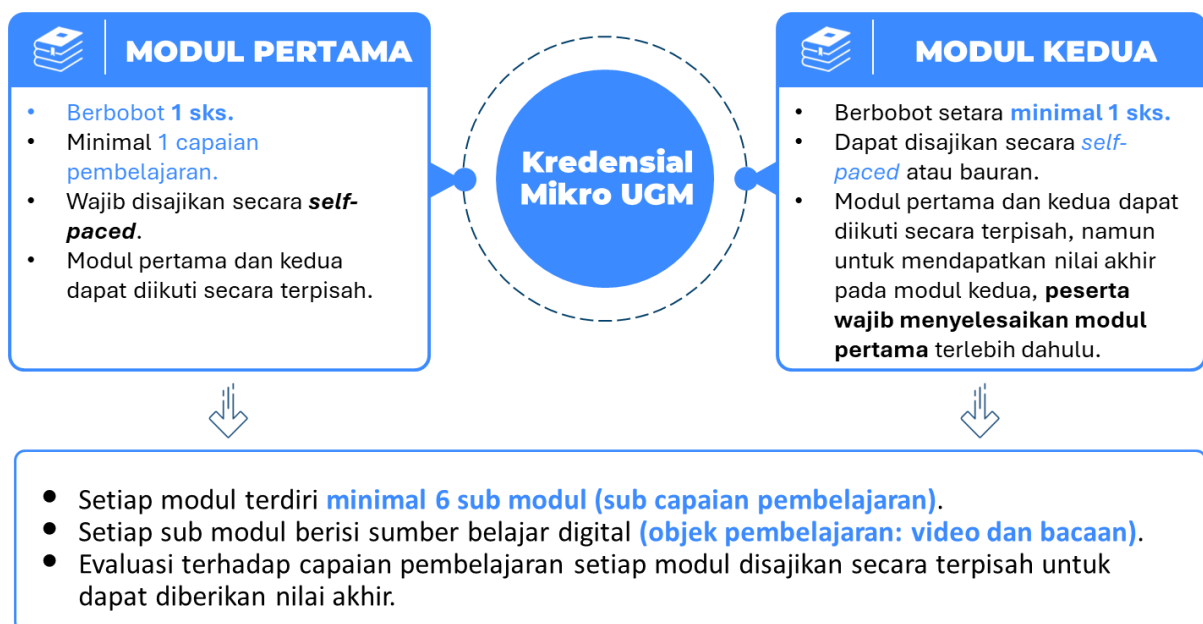 MODUL PERTAMA
• Berbobot 1 sks.
• Minimal 1 capaian
pembelajaran.
• Wajib disajikan secara self-
paced.
• Modul pertama dan kedua
dapat diikuti secara terpisah.
Kredensial
Mikro UGM
MODUL KEDUA
• Berbobot setara minimal 1 sks.
• Dapat disajikan secara self-
paced atau bauran.
• Modul pertama dan kedua dapat
diikuti secara terpisah, namun
untuk mendapatkan nilai akhir
pada modul kedua, peserta
wajib menyelesaikan modul
pertama terlebih dahulu.
• Setiap modul terdiri minimal 6 sub modul (sub capaian pembelajaran).
• Setiap sub modul berisi sumber belajar digital (objek pembelajaran: video dan bacaan).
• Evaluasi terhadap capaian pembelajaran setiap modul disajikan secara terpisah untuk
dapat diberikan nilai akhir.